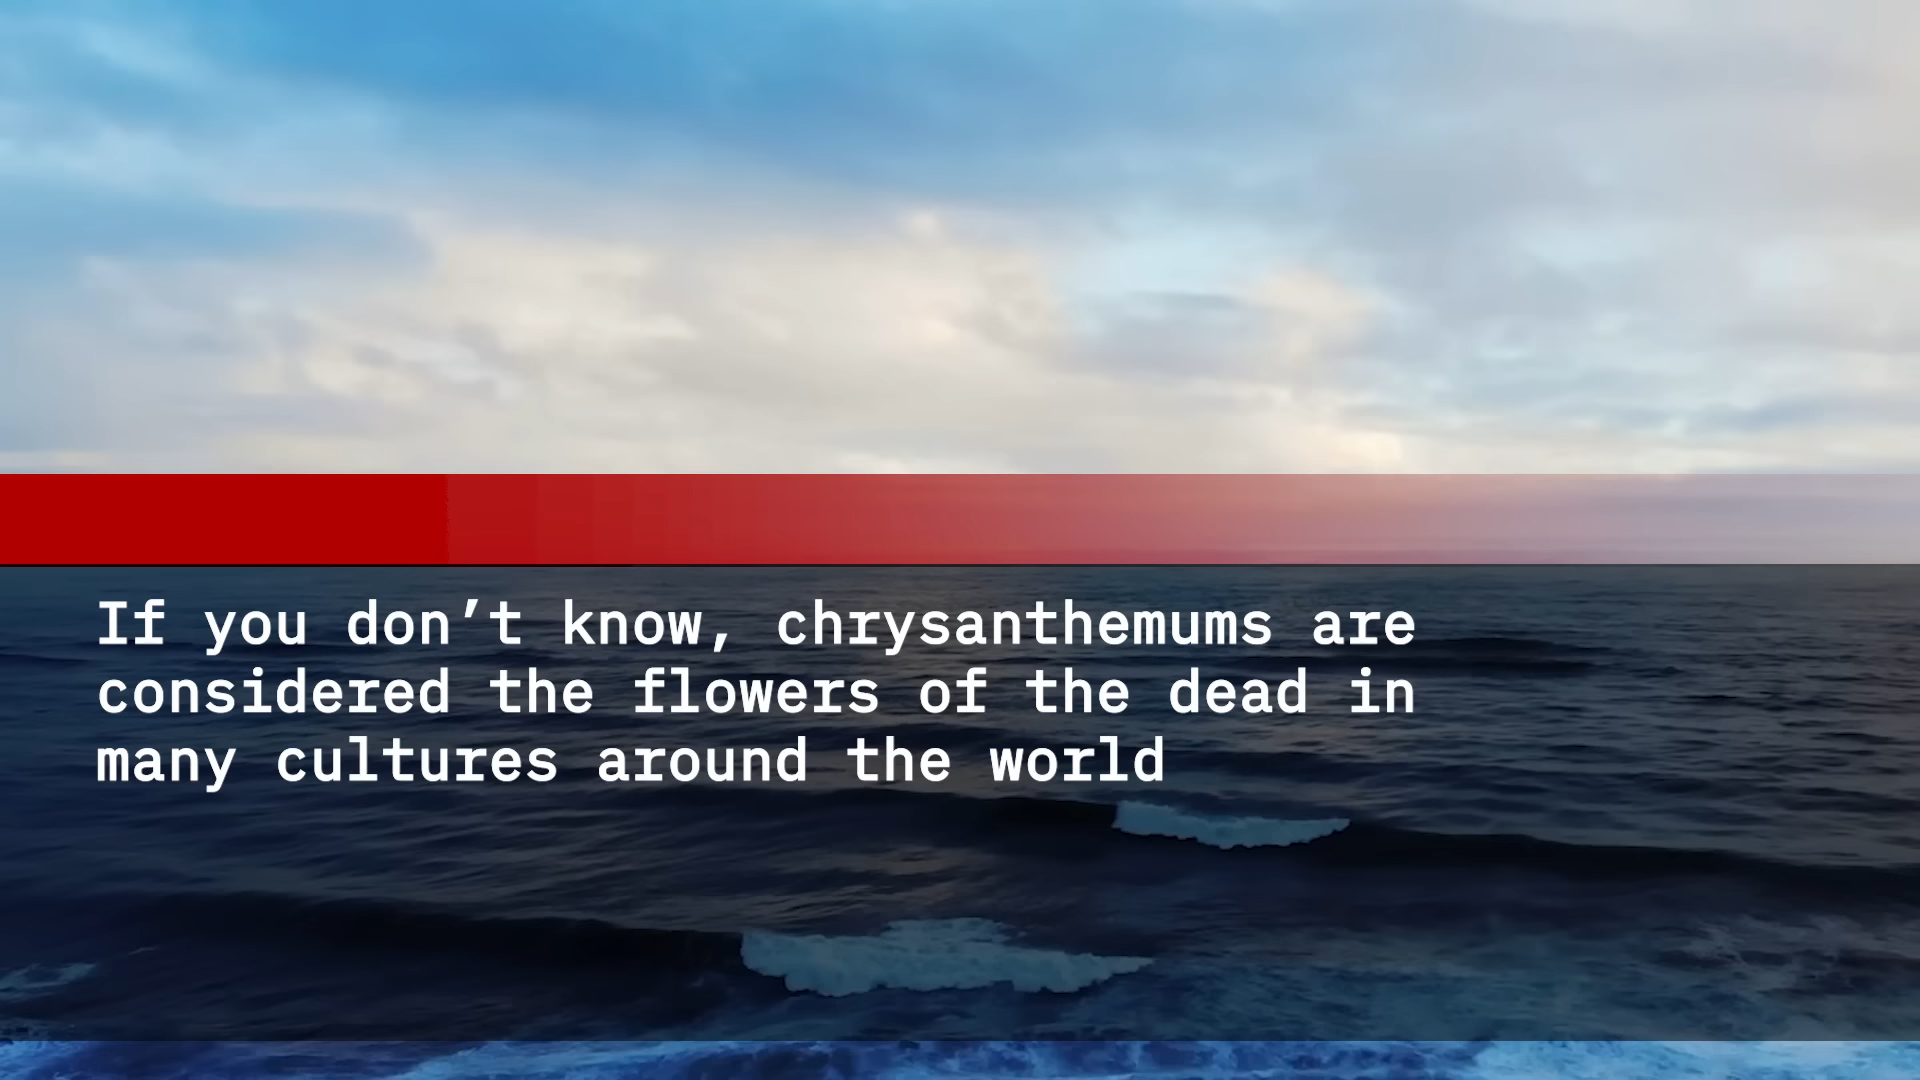 If you don’t know, chrysanthemums are
considered the flowers of the dead in
many cultures around the world